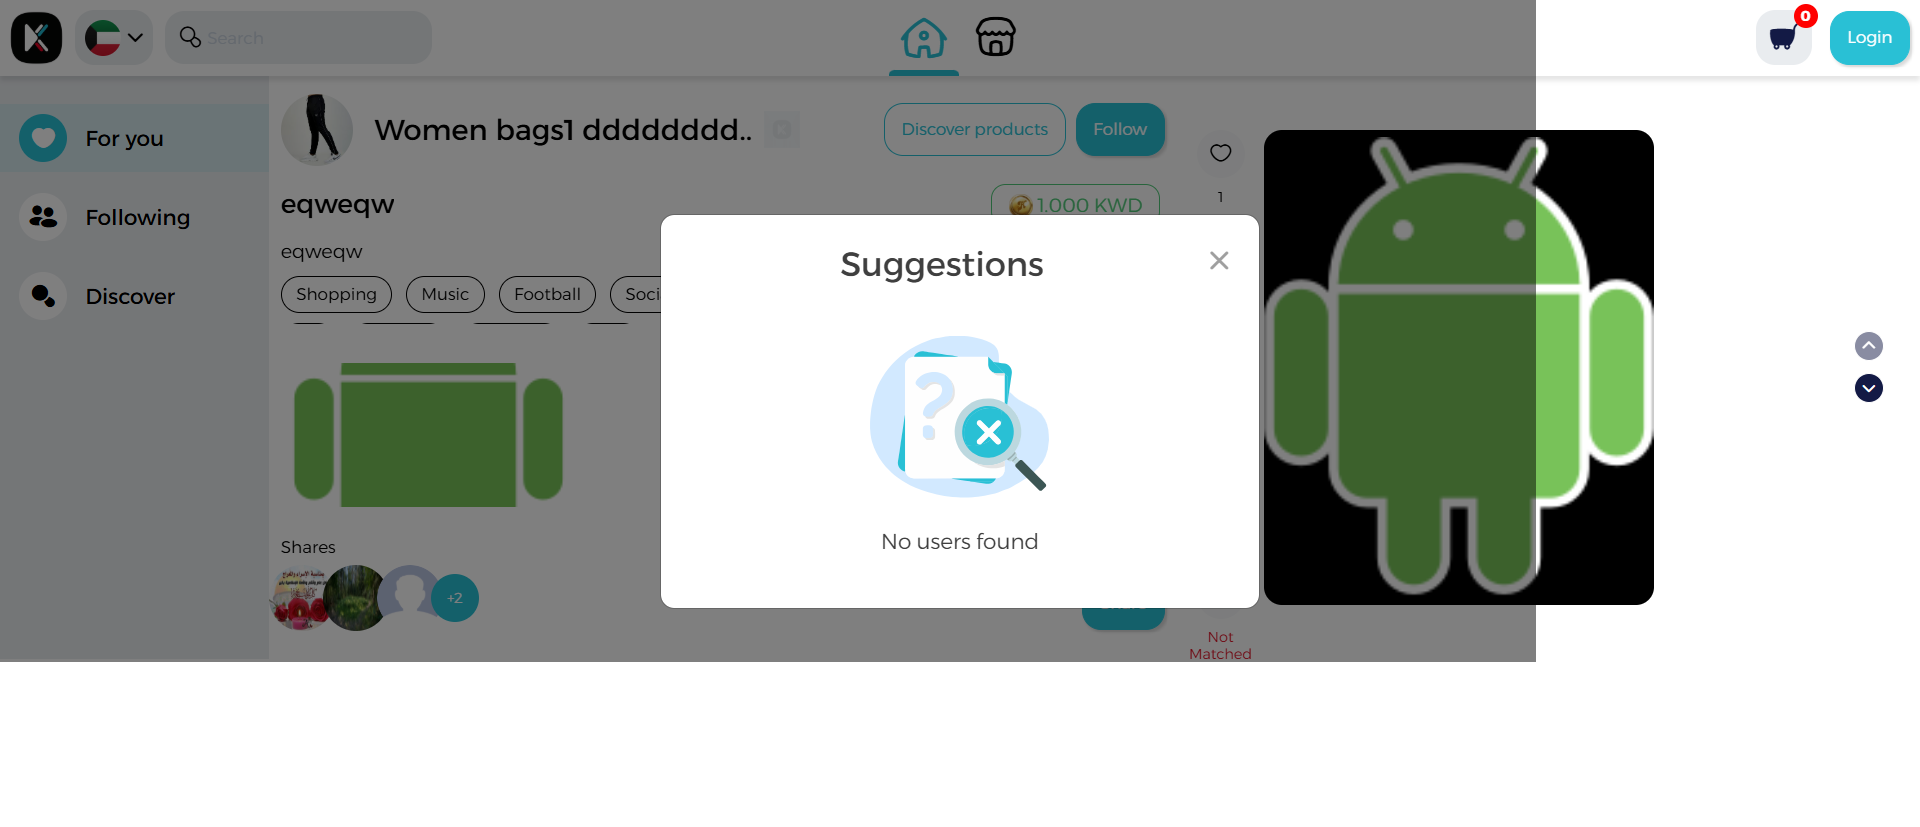 Search
0
Login
For you
Following
Discover
Women bags1 dddddddd..
Discover products
Follow
1
eqweqw
1.000 KWD
eqweqw
Shopping
Music
Football
Suggestions
No users found
Shares
+2
Not
Matched